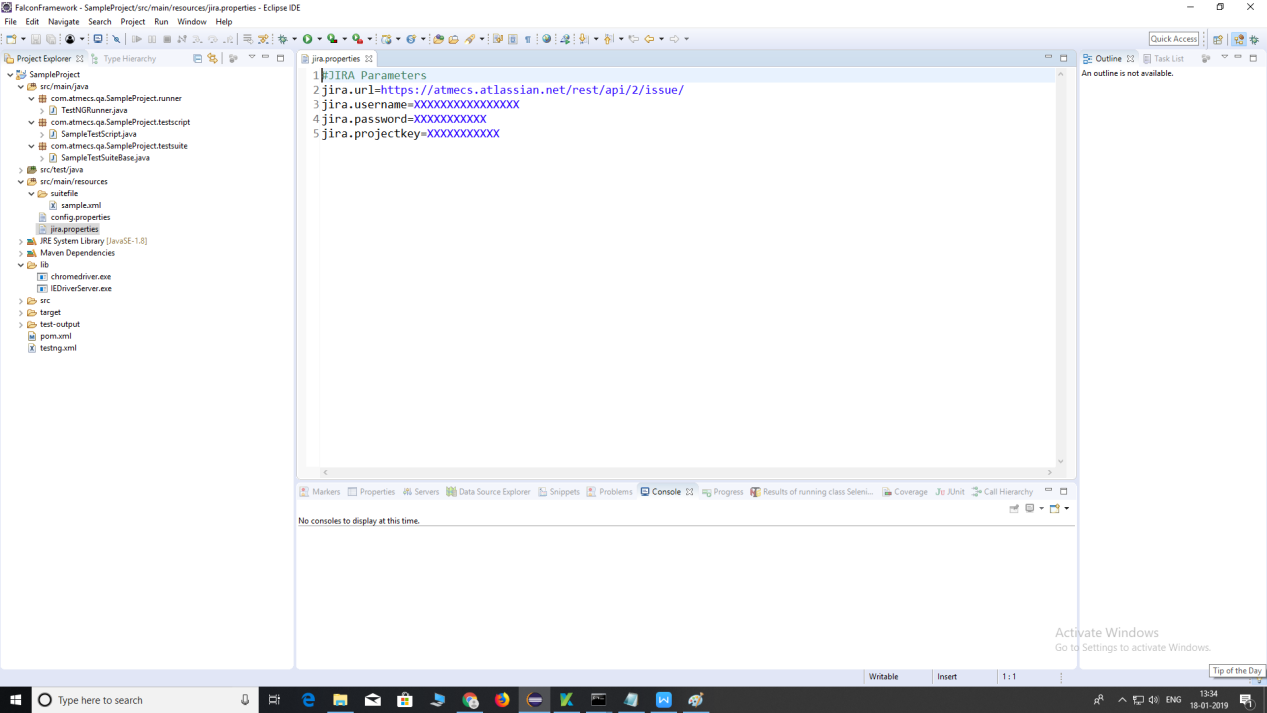 FalconFramework - SampleProject/src/main/resources/jira.properties - Eclipse IDE
File Edit Navigate Search Project Run Window Help
Quick Access
Project Explorer Type Hierarchy
SampleProject
src/main/java
com.atmecs.qa.SampleProject.runner
TestNGRunner.java
com.atmecs.qa.SampleProject.testscript
SampleTestScript.java
com.atmecs.qa.SampleProject.testsuite
SampleTestSuiteBase.java
src/test/java
src/main/resources
suitefile
sample.xml
config.properties
jira.properties
JRE System Library [JavaSE-1.8]
Maven Dependencies
lib
chromedriver.exe
IEDriverServer.exe
src
target
test-output
pom.xml
testng.xml
jira.properties
1 #JIRA Parameters
2 jira.url=https://atmecs.atlassian.net/rest/api/2/issue/
3 jira.username=XXXXXXXXXXXXXXXX
4 jira.password=XXXXXXXXXXX
5 jira.projectkey=XXXXXXXXXXX
Outline Task List
An outline is not available.
Markers Properties Servers Data Source Explorer Snippets Problems Console Progress Results of running class Seleni... Coverage JUnit Call Hierarchy
No consoles to display at this time.
Activate Windows
Go to Settings to activate Windows.
Tip of the Day
Writable Insert 1 : 1
Type here to search
ENG
13:34
18-01-2019
1